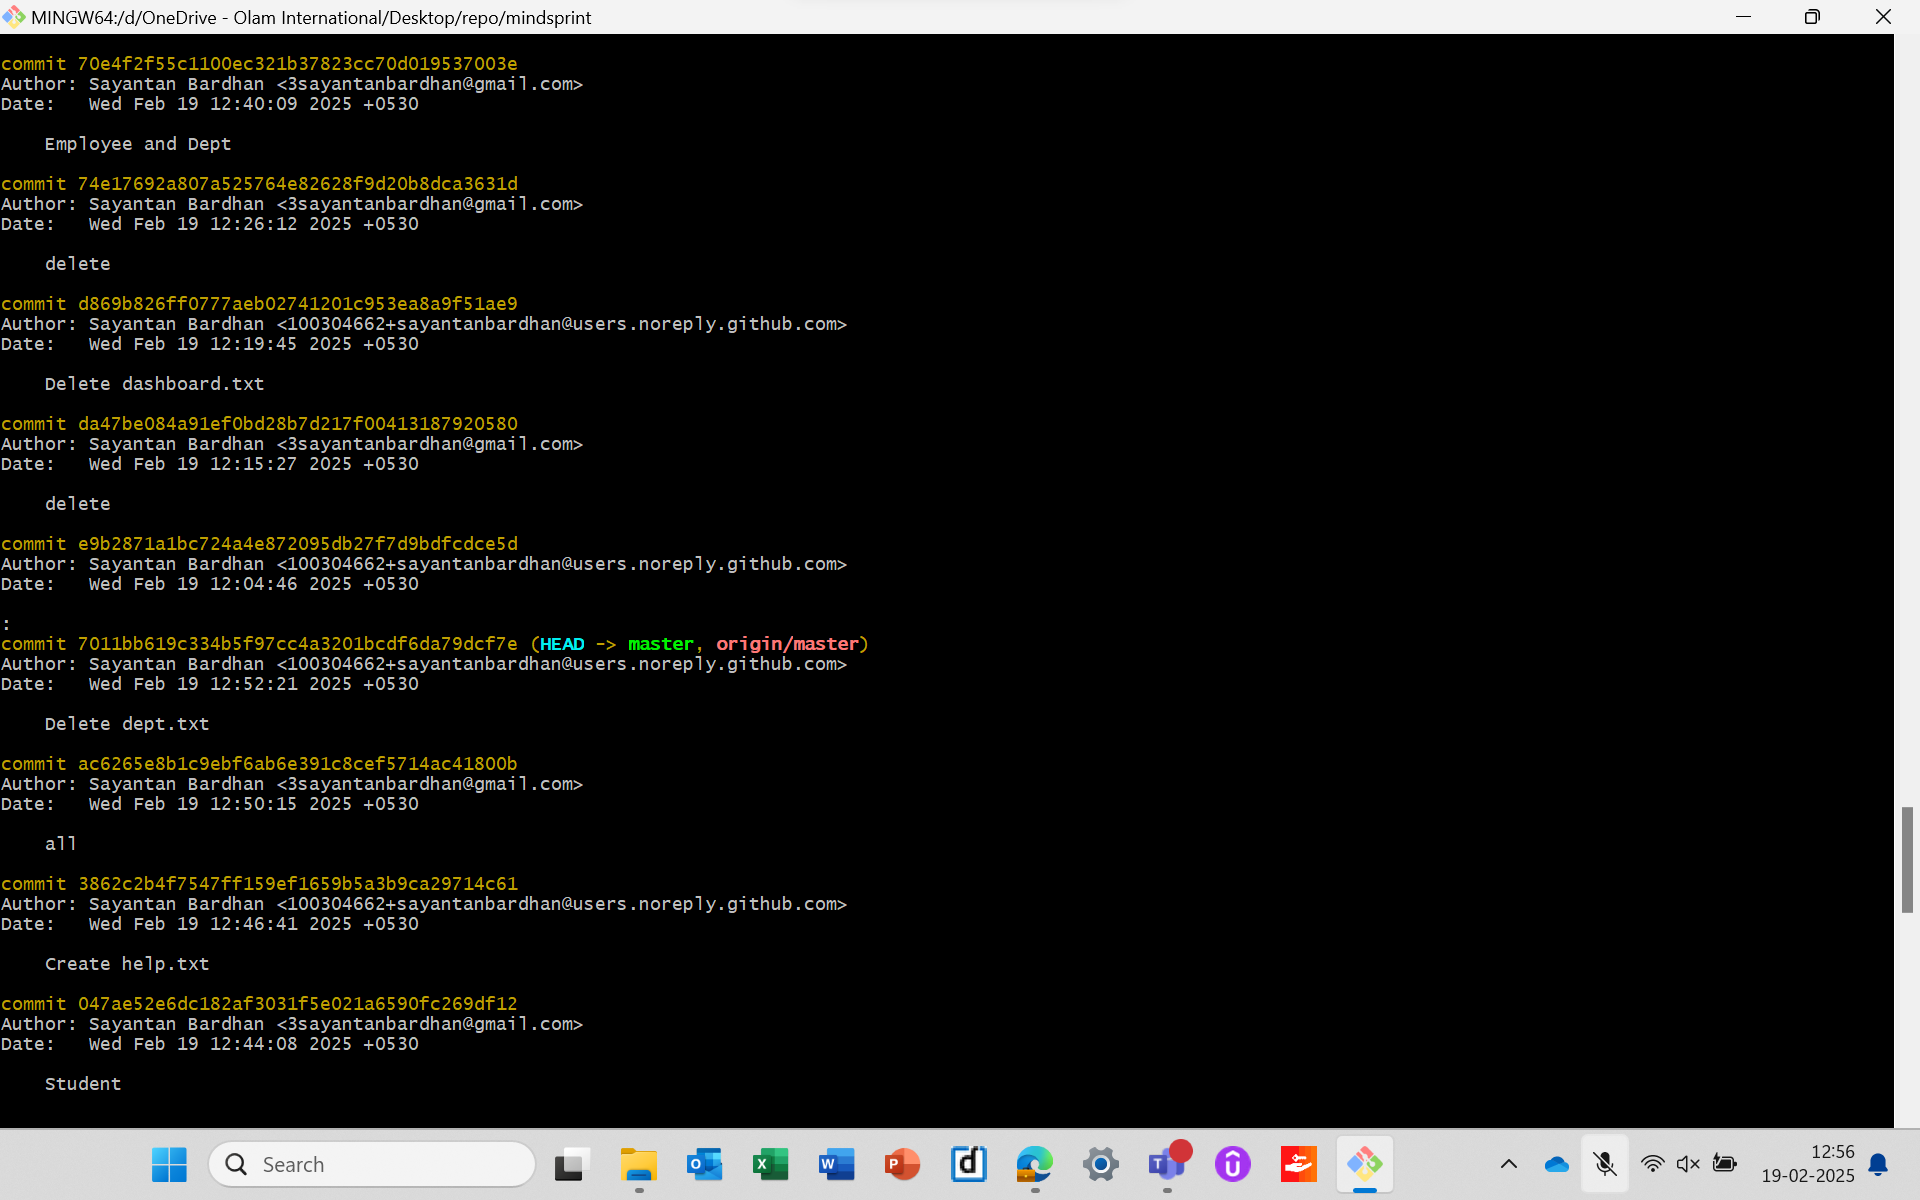 MINGW64:/d/OneDrive - Olam International/Desktop/repo/mindsprint
commit 70e4f2f55c1100ec321b37823cc70d019537003e
Author: Sayantan Bardhan <3sayantanbardhan@gmail.com>
Date:   Wed Feb 19 12:40:09 2025 +0530
Employee and Dept
commit 74e17692a807a525764e82628f9d20b8dca3631d
Author: Sayantan Bardhan <3sayantanbardhan@gmail.com>
Date:   Wed Feb 19 12:26:12 2025 +0530
delete
commit d869b826ff0777aeb02741201c953ea8a9f51ae9
Author: Sayantan Bardhan <100304662+sayantanbardhan@users.noreply.github.com>
Date:   Wed Feb 19 12:19:45 2025 +0530
Delete dashboard.txt
commit da47be084a91ef0bd28b7d217f00413187920580
Author: Sayantan Bardhan <3sayantanbardhan@gmail.com>
Date:   Wed Feb 19 12:15:27 2025 +0530
delete
commit e9b2871a1bc724a4e872095db27f7d9bdfcdce5d
Author: Sayantan Bardhan <100304662+sayantanbardhan@users.noreply.github.com>
Date:   Wed Feb 19 12:04:46 2025 +0530
:
commit 7011bb619c334b5f97cc4a3201bcdf6da79dcf7e (HEAD -> master, origin/master)
Author: Sayantan Bardhan <100304662+sayantanbardhan@users.noreply.github.com>
Date:   Wed Feb 19 12:52:21 2025 +0530
Delete dept.txt
commit ac6265e8b1c9ebf6ab6e391c8cef5714ac41800b
Author: Sayantan Bardhan <3sayantanbardhan@gmail.com>
Date:   Wed Feb 19 12:50:15 2025 +0530
all
commit 3862c2b4f7547ff159ef1659b5a3b9ca29714c61
Author: Sayantan Bardhan <100304662+sayantanbardhan@users.noreply.github.com>
Date:   Wed Feb 19 12:46:41 2025 +0530
Create help.txt
commit 047ae52e6dc182af3031f5e021a6590fc269df12
Author: Sayantan Bardhan <3sayantanbardhan@gmail.com>
Date:   Wed Feb 19 12:44:08 2025 +0530
Student
Search
12:56
19-02-2025